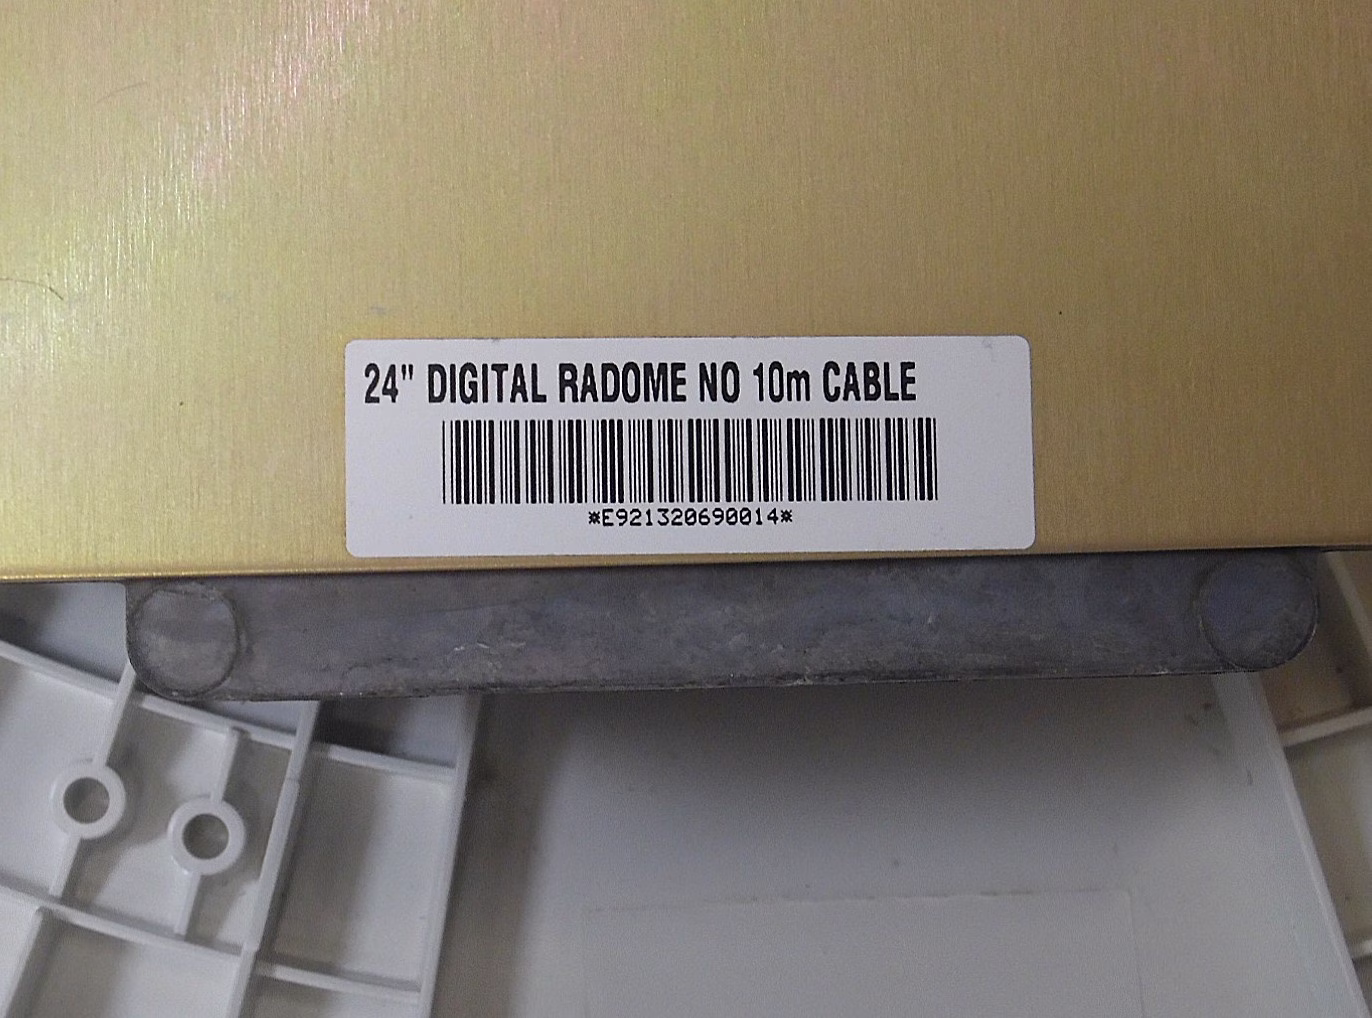 24" DIGITAL RADOME NO 10m CABLE
*E921320690014*